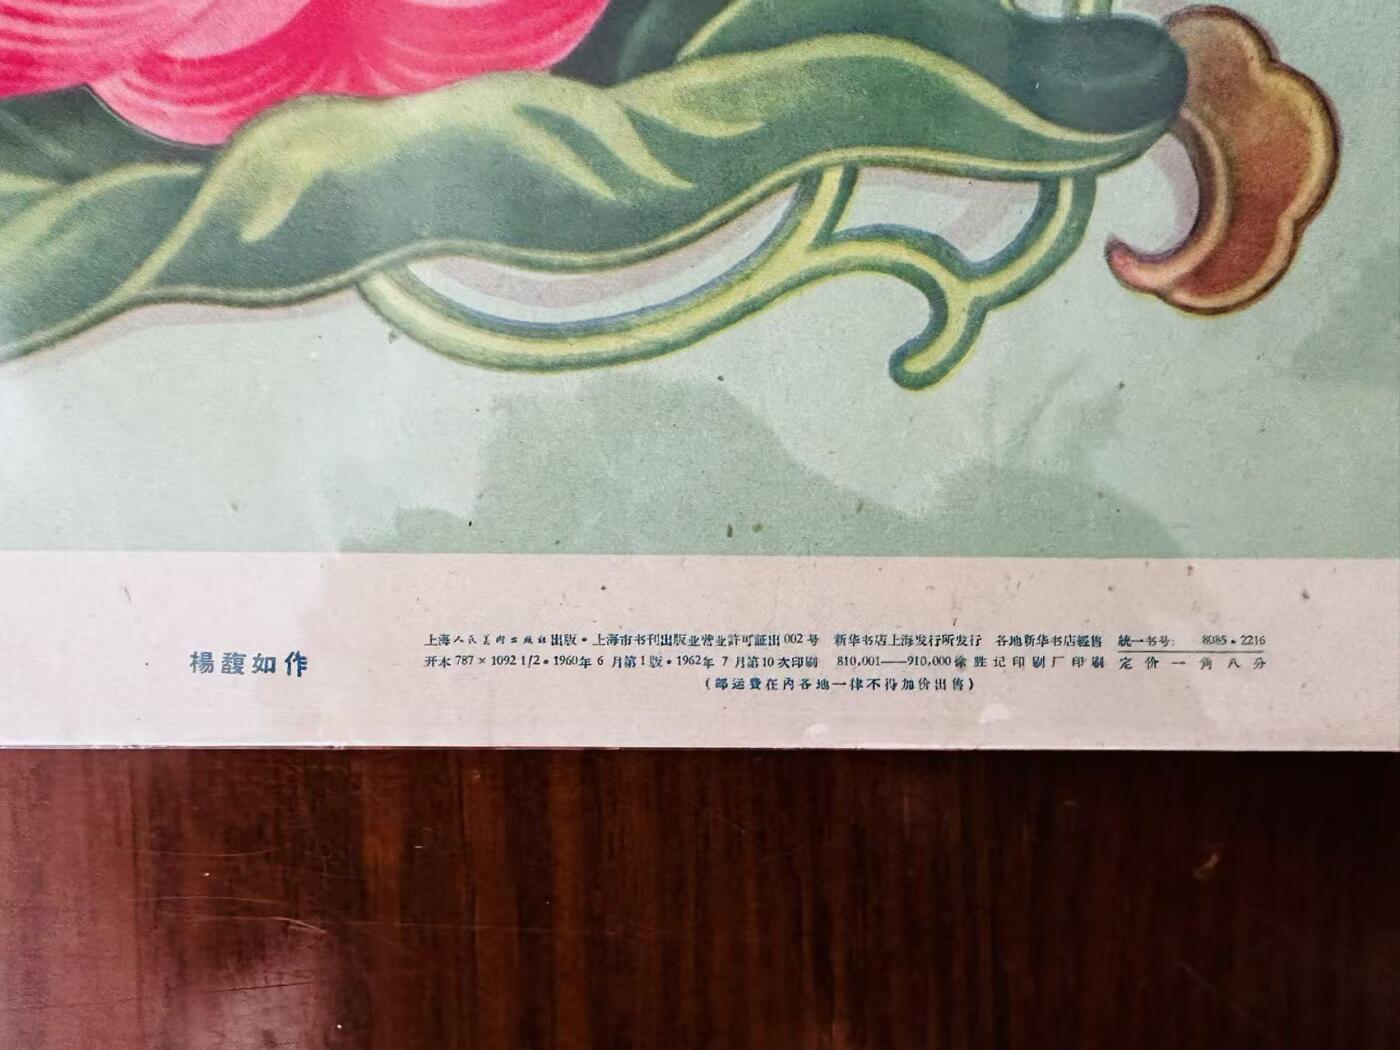 楊馥如作
上海人民美術出版社出版·上海市书刊出版业营业許可証出002号 新华书店上海发行所发行 各地新华书店經售 統一书号: 8085·2216
开本787×1092 1/2·1960年6月第1版·1962年7月第10次印刷 810,001——910,000 徐胜记印刷厂印刷 定价一角八分
(邮运費在内各地一律不得加价出售)